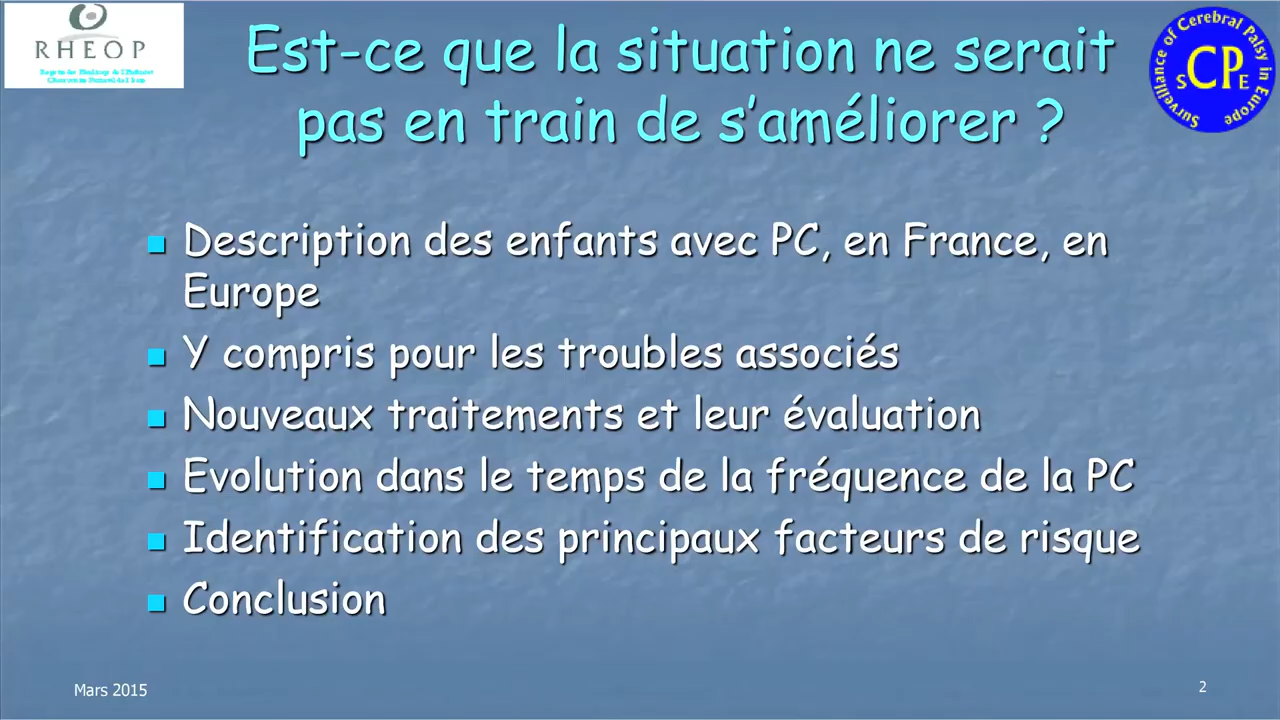 RHEOP
Est-ce que la situation ne serait
pas en train de s’améliorer ?
Surveillance of Cerebral Palsy in Europe
SCPE
Description des enfants avec PC, en France, en
Europe
Y compris pour les troubles associés
Nouveaux traitements et leur évaluation
Evolution dans le temps de la fréquence de la PC
Identification des principaux facteurs de risque
Conclusion
Mars 2015
2